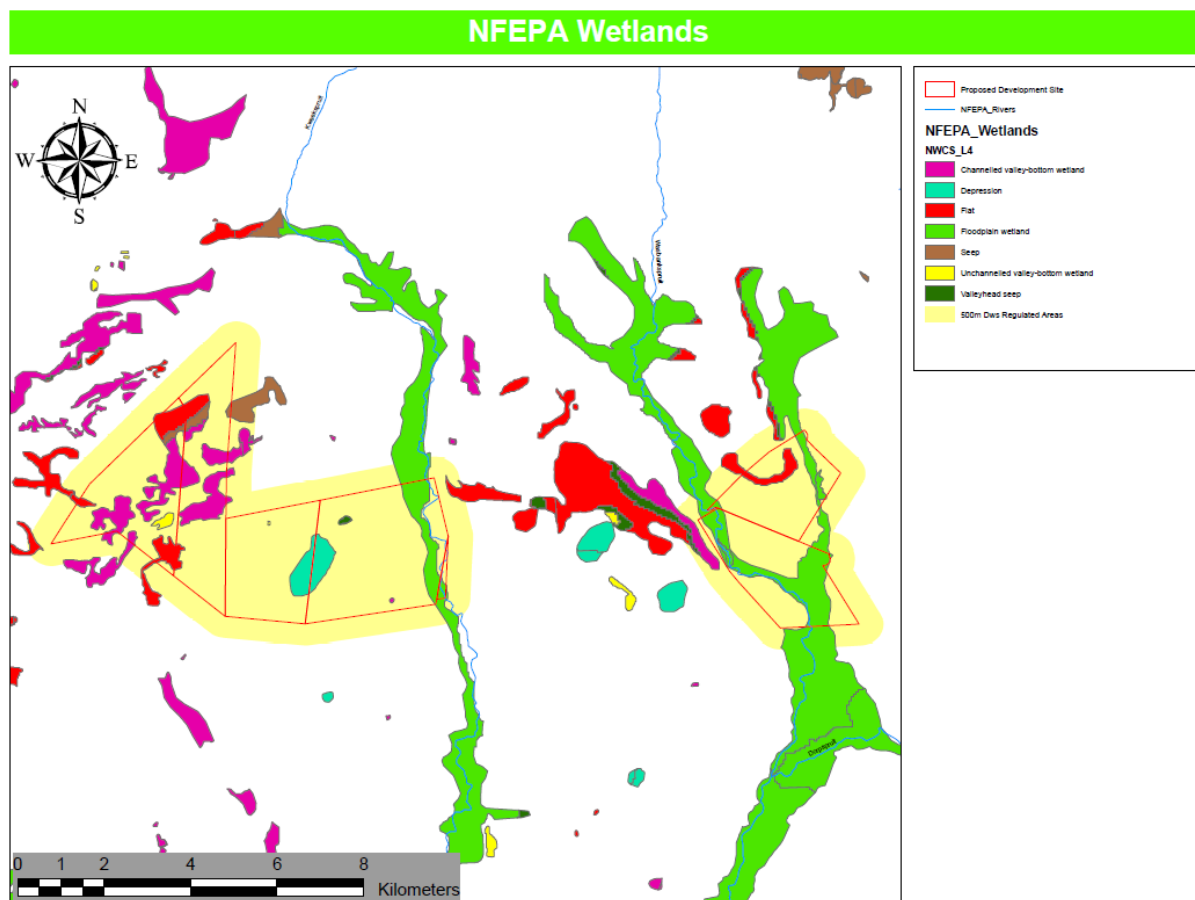 NFEPA Wetlands
N
W
E
S
Proposed Development Site
NFEPA_Rivers
NFEPA_Wetlands
NWCS_L4
Channelled valley-bottom wetland
Depression
Flat
Floodplain wetland
Seep
Unchannelled valley-bottom wetland
Valleyhead seep
500m Dws Regulated Areas
0 1 2 4 6 8
Kilometers